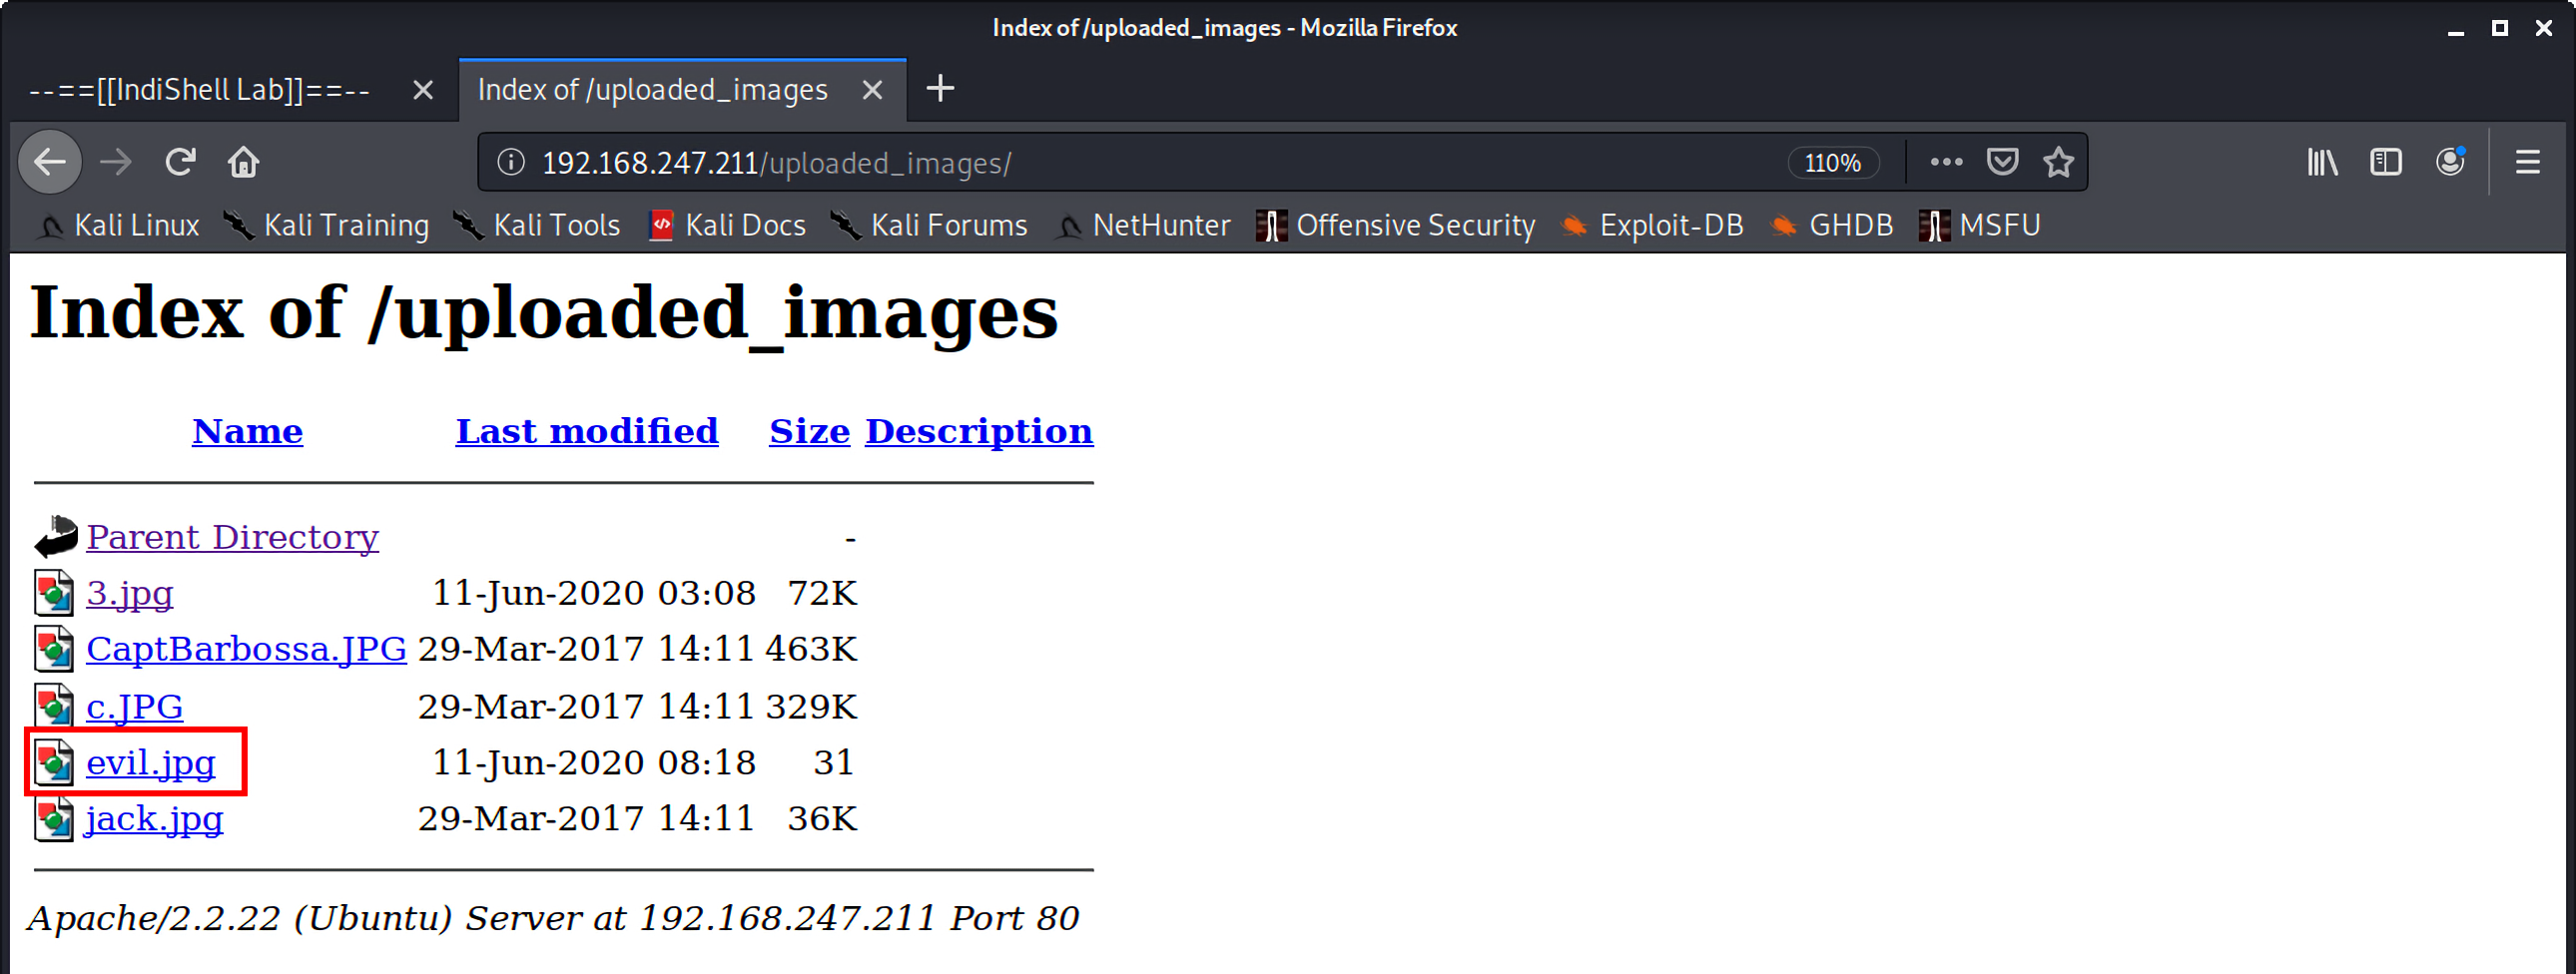 Index of /uploaded_images - Mozilla Firefox
--==[[IndiShell Lab]]==-- Index of /uploaded_images
192.168.247.211/uploaded_images/ 110%
Kali Linux Kali Training Kali Tools Kali Docs Kali Forums NetHunter Offensive Security Exploit-DB GHDB MSFU
Index of /uploaded_images
Name Last modified Size Description
Parent Directory -
3.jpg 11-Jun-2020 03:08 72K
CaptBarbossa.JPG 29-Mar-2017 14:11 463K
c.JPG 29-Mar-2017 14:11 329K
evil.jpg 11-Jun-2020 08:18 31
jack.jpg 29-Mar-2017 14:11 36K
Apache/2.2.22 (Ubuntu) Server at 192.168.247.211 Port 80